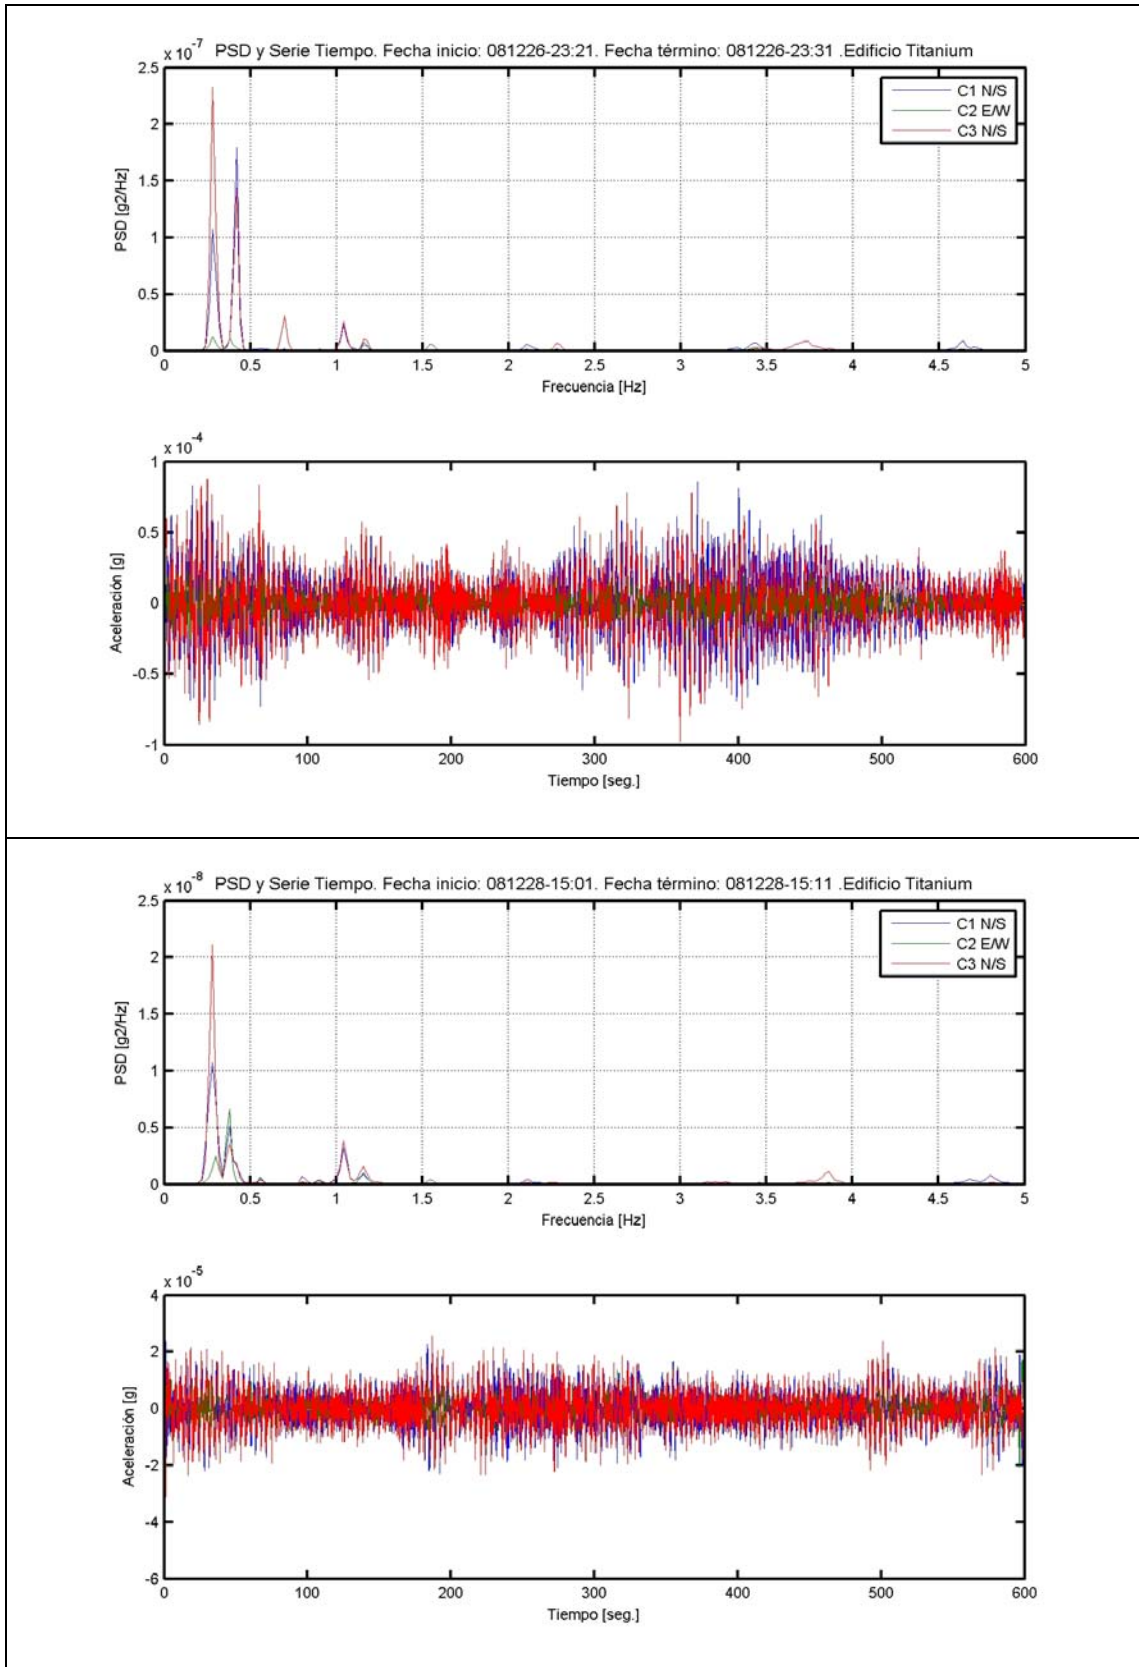 x 10-7
PSD y Serie Tiempo. Fecha inicio: 081226-23:21. Fecha término: 081226-23:31 .Edificio Titanium
2.5
2
1.5
1
0.5
0
PSD [g2/Hz]
C1 N/S
C2 E/W
C3 N/S
0 0.5 1 1.5 2 2.5 3 3.5 4 4.5 5
Frecuencia [Hz]
x 10-4
1
0.5
0
-0.5
-1
Aceleración [g]
0 100 200 300 400 500 600
Tiempo [seg.]
x 10-8
PSD y Serie Tiempo. Fecha inicio: 081228-15:01. Fecha término: 081228-15:11 .Edificio Titanium
2.5
2
1.5
1
0.5
0
PSD [g2/Hz]
C1 N/S
C2 E/W
C3 N/S
0 0.5 1 1.5 2 2.5 3 3.5 4 4.5 5
Frecuencia [Hz]
x 10-5
4
2
0
-2
-4
-6
Aceleración [g]
0 100 200 300 400 500 600
Tiempo [seg.]